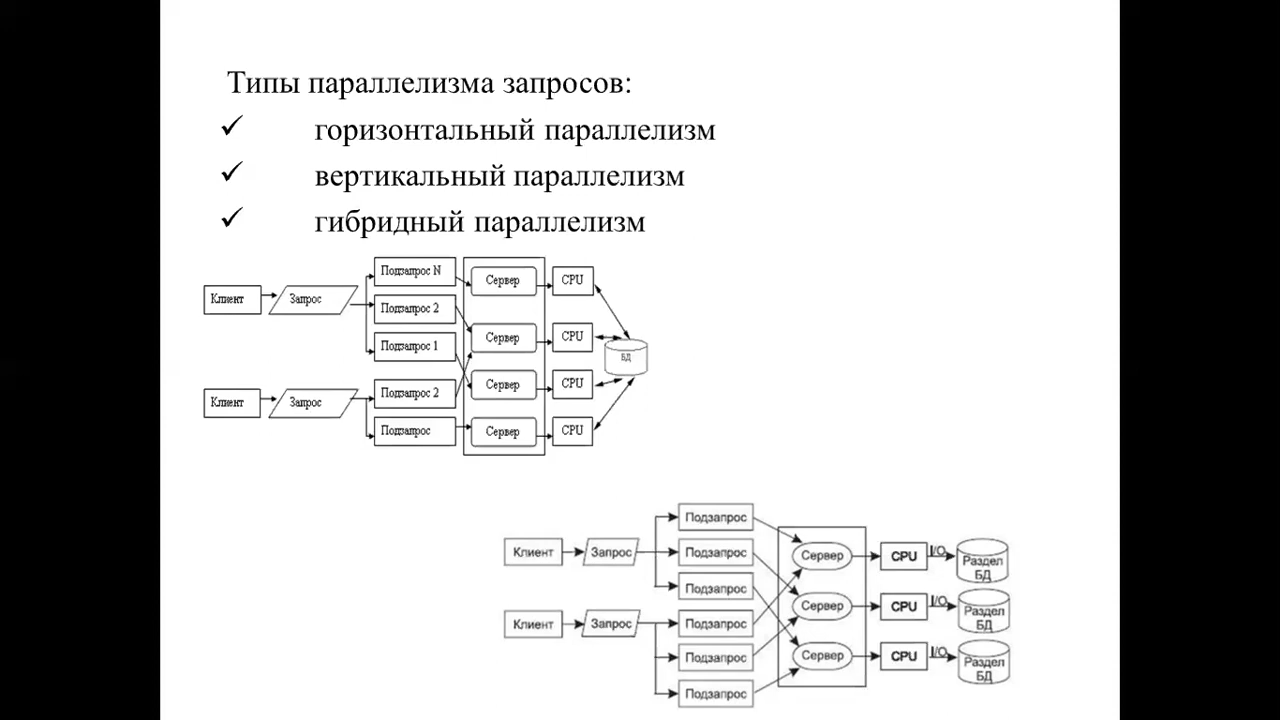 Типы параллелизма запросов:
✓ горизонтальный параллелизм
✓ вертикальный параллелизм
✓ гибридный параллелизм
Подзапрос N
Сервер
CPU
Клиент
Запрос
Подзапрос 2
Сервер
CPU
Подзапрос 1
БД
Сервер
CPU
Клиент
Запрос
Подзапрос 2
Подзапрос
Сервер
CPU
Подзапрос
Клиент
Запрос
Подзапрос
Сервер
CPU
I/O
Раздел
БД
Подзапрос
Сервер
CPU
I/O
Раздел
БД
Клиент
Запрос
Подзапрос
Подзапрос
Сервер
CPU
I/O
Раздел
БД
Подзапрос